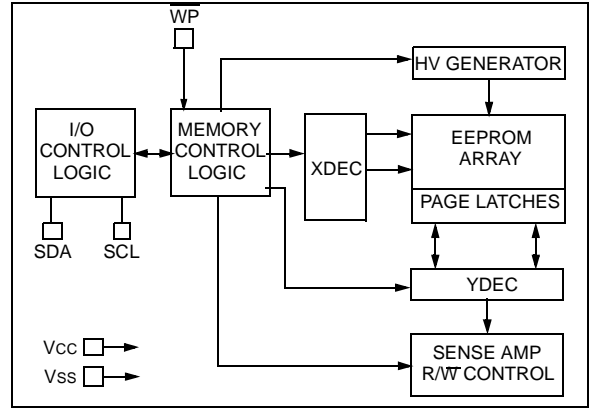 WP
HV GENERATOR
I/O
CONTROL
LOGIC
MEMORY
CONTROL
LOGIC
XDEC
EEPROM
ARRAY
PAGE LATCHES
SDA
SCL
YDEC
VCC
VSS
SENSE AMP
R/W CONTROL